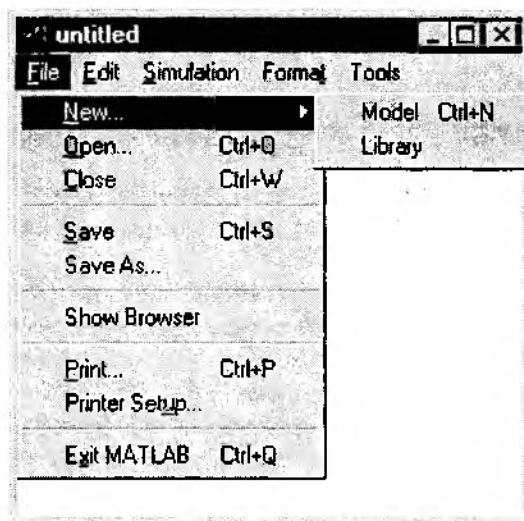 untitled
File Edit Simulation Format Tools
New...
Model Ctrl+N
Open... Ctrl+O
Library
Close Ctrl+W
Save Ctrl+S
Save As...
Show Browser
Print... Ctrl+P
Printer Setup...
Exit MATLAB Ctrl+Q